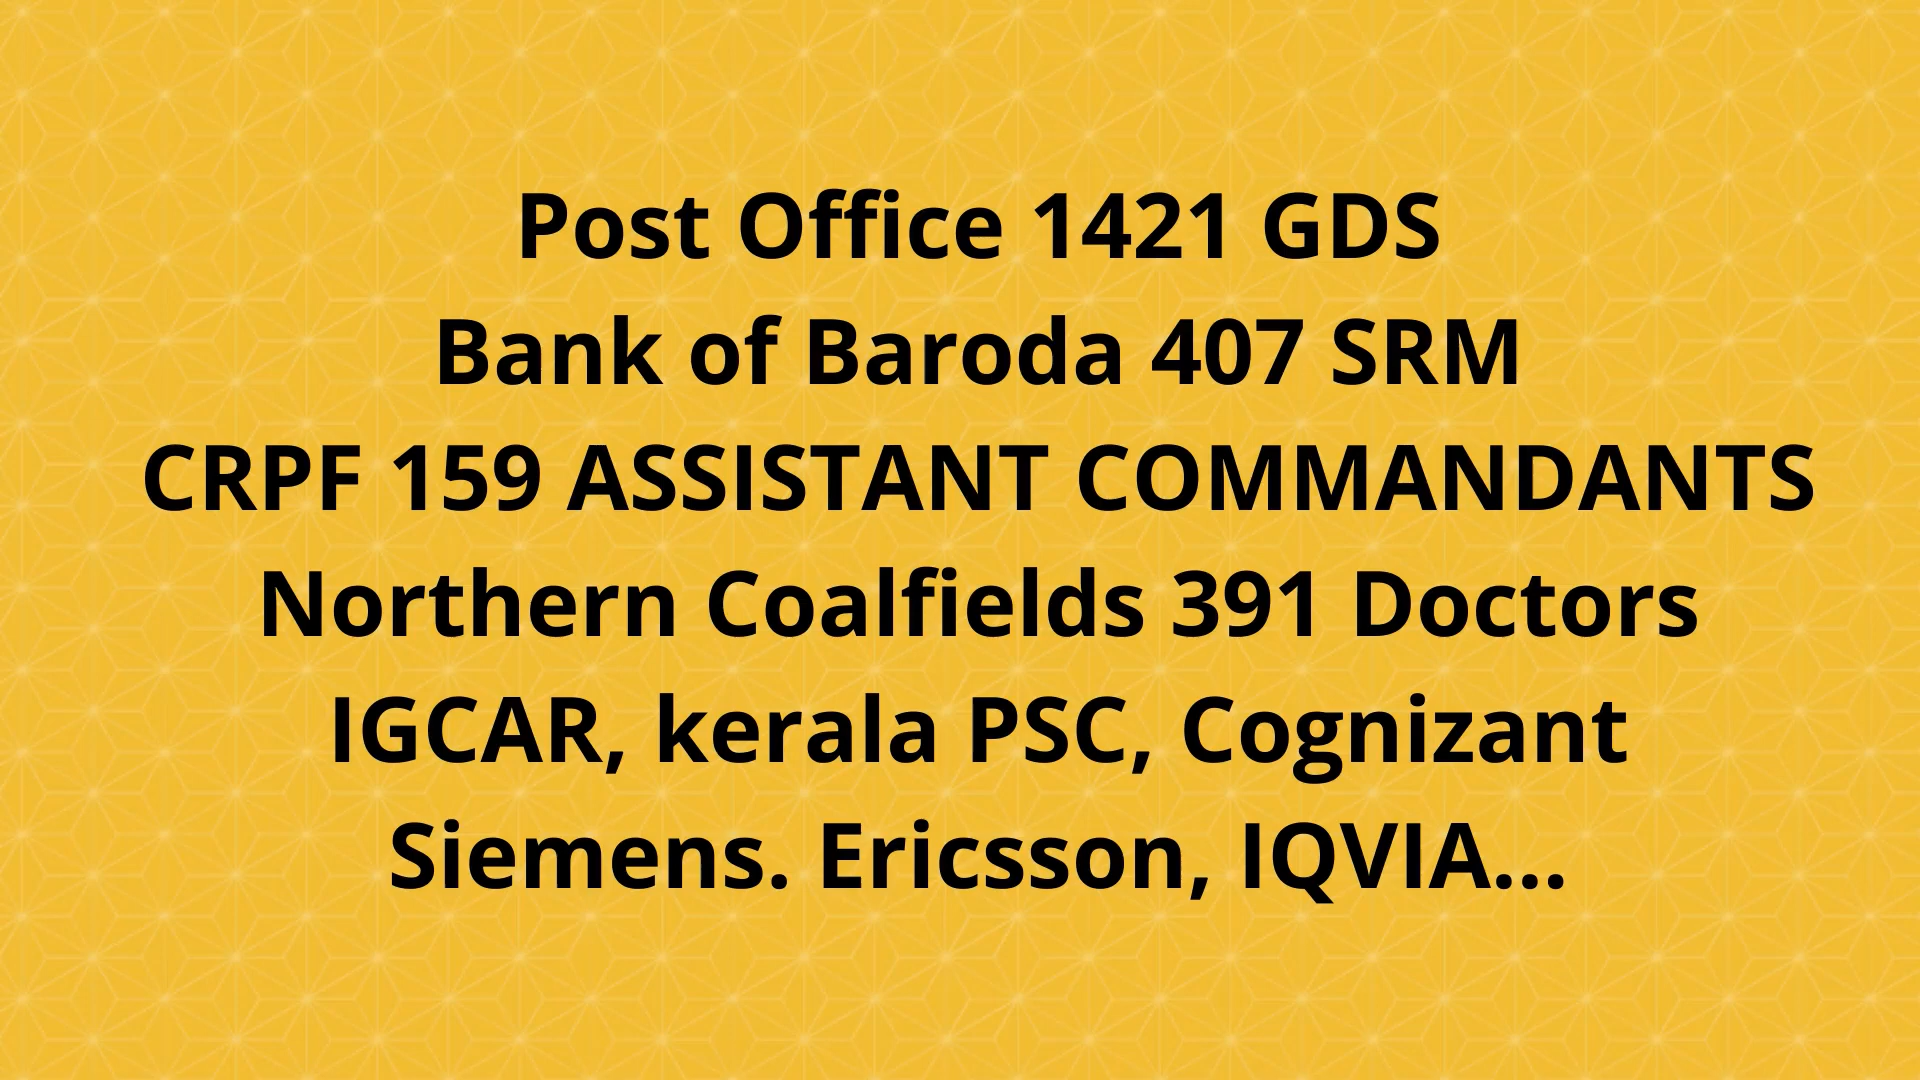 Post Office 1421 GDS
Bank of Baroda 407 SRM
CRPF 159 ASSISTANT COMMANDANTS
Northern Coalfields 391 Doctors
IGCAR, kerala PSC, Cognizant
Siemens. Ericsson, IQVIA...